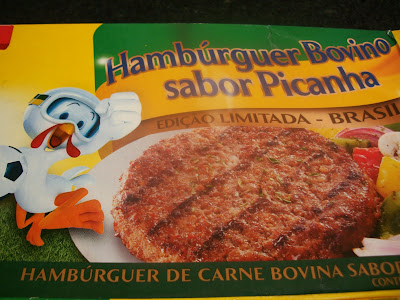 Hambúrguer Bovino
sabor Picanha
EDIÇÃO LIMITADA - BRASIL
HAMBÚRGUER DE CARNE BOVINA SABOR